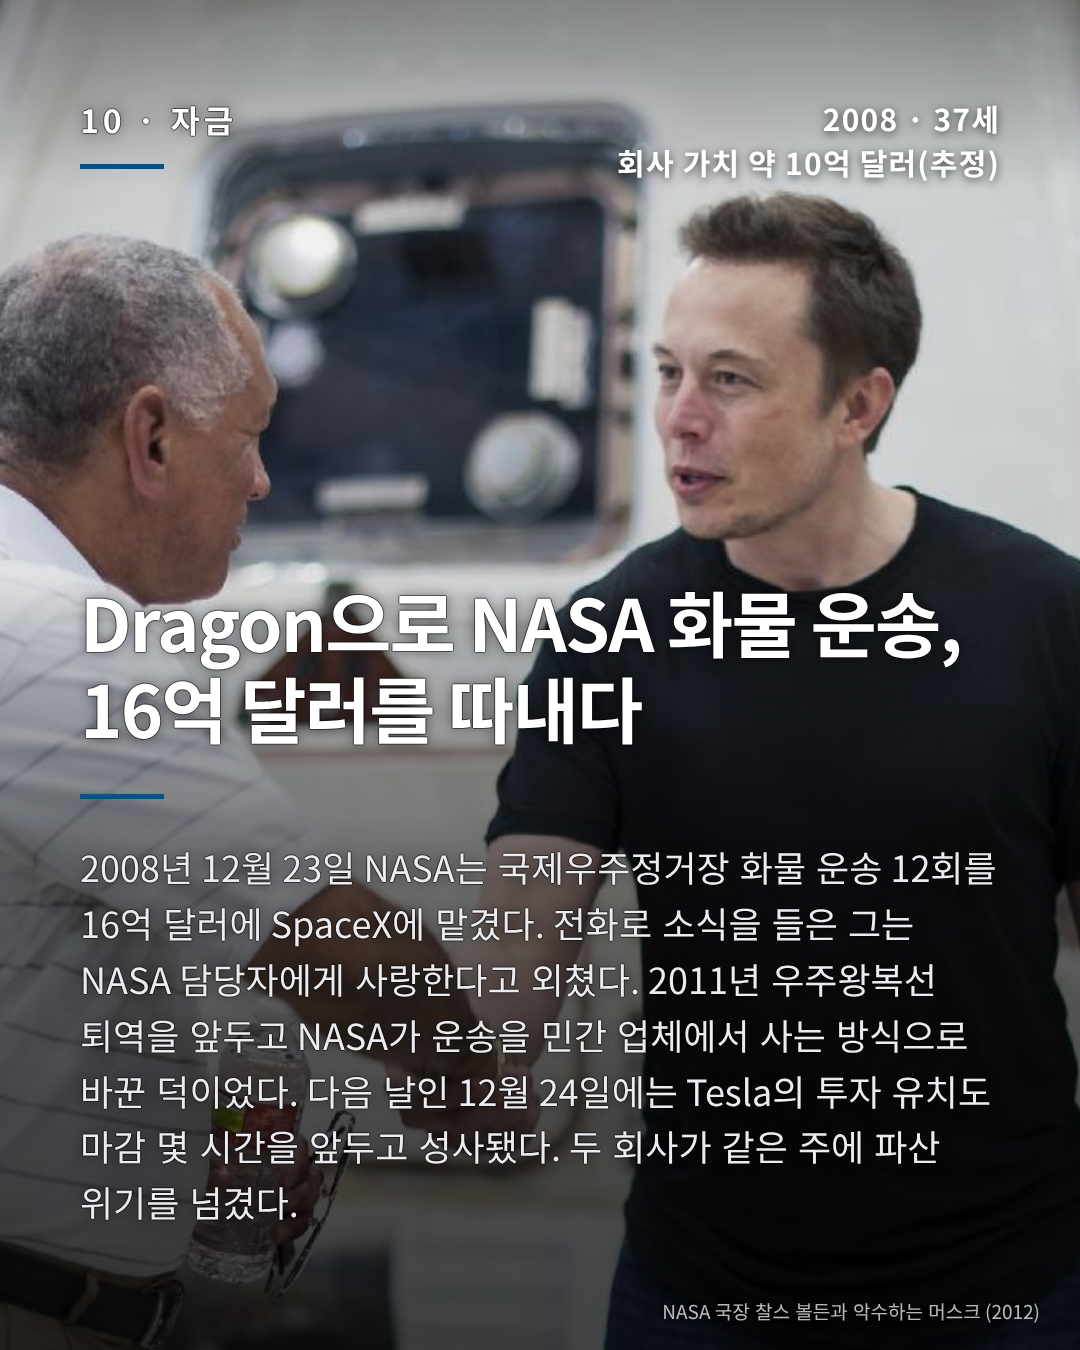 10 · 자금
2008 · 37세
회사 가치 약 10억 달러(추정)
Dragon으로 NASA 화물 운송,
16억 달러를 따내다
2008년 12월 23일 NASA는 국제우주정거장 화물 운송 12회를
16억 달러에 SpaceX에 맡겼다. 전화로 소식을 들은 그는
NASA 담당자에게 사랑한다고 외쳤다. 2011년 우주왕복선
퇴역을 앞두고 NASA가 운송을 민간 업체에서 사는 방식으로
바꾼 덕이었다. 다음 날인 12월 24일에는 Tesla의 투자 유치도
마감 몇 시간을 앞두고 성사됐다. 두 회사가 같은 주에 파산
위기를 넘겼다.
NASA 국장 찰스 볼든과 악수하는 머스크 (2012)